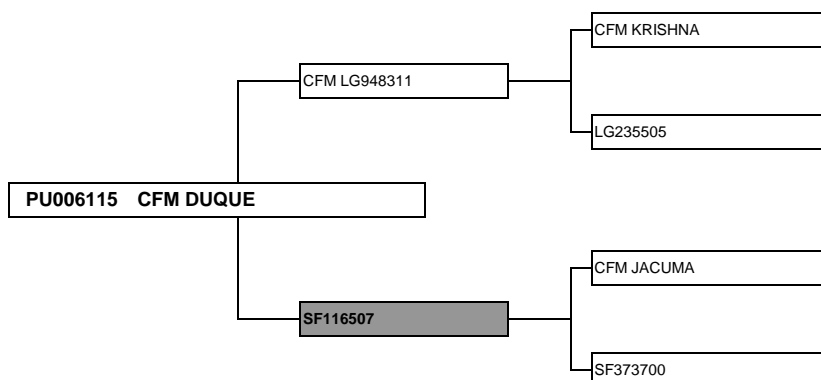 CFM KRISHNA
CFM LG948311
LG235505
PU006115 CFM DUQUE
CFM JACUMA
SF116507
SF373700